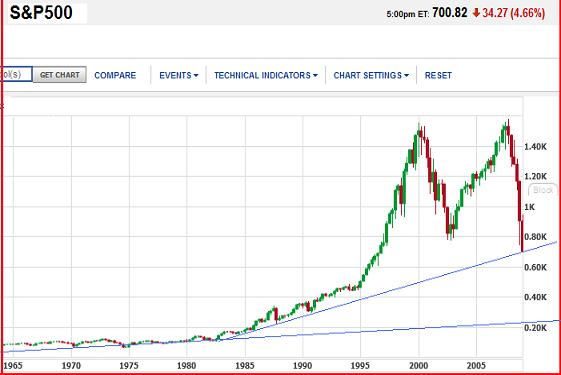 S&P500
5:00pm ET: 700.82 34.27 (4.66%)
ol(s) GET CHART COMPARE EVENTS TECHNICAL INDICATORS CHART SETTINGS RESET
1.40K
1.20K
Block
1K
0.80K
0.60K
0.40K
0.20K
1965 1970 1975 1980 1985 1990 1995 2000 2005